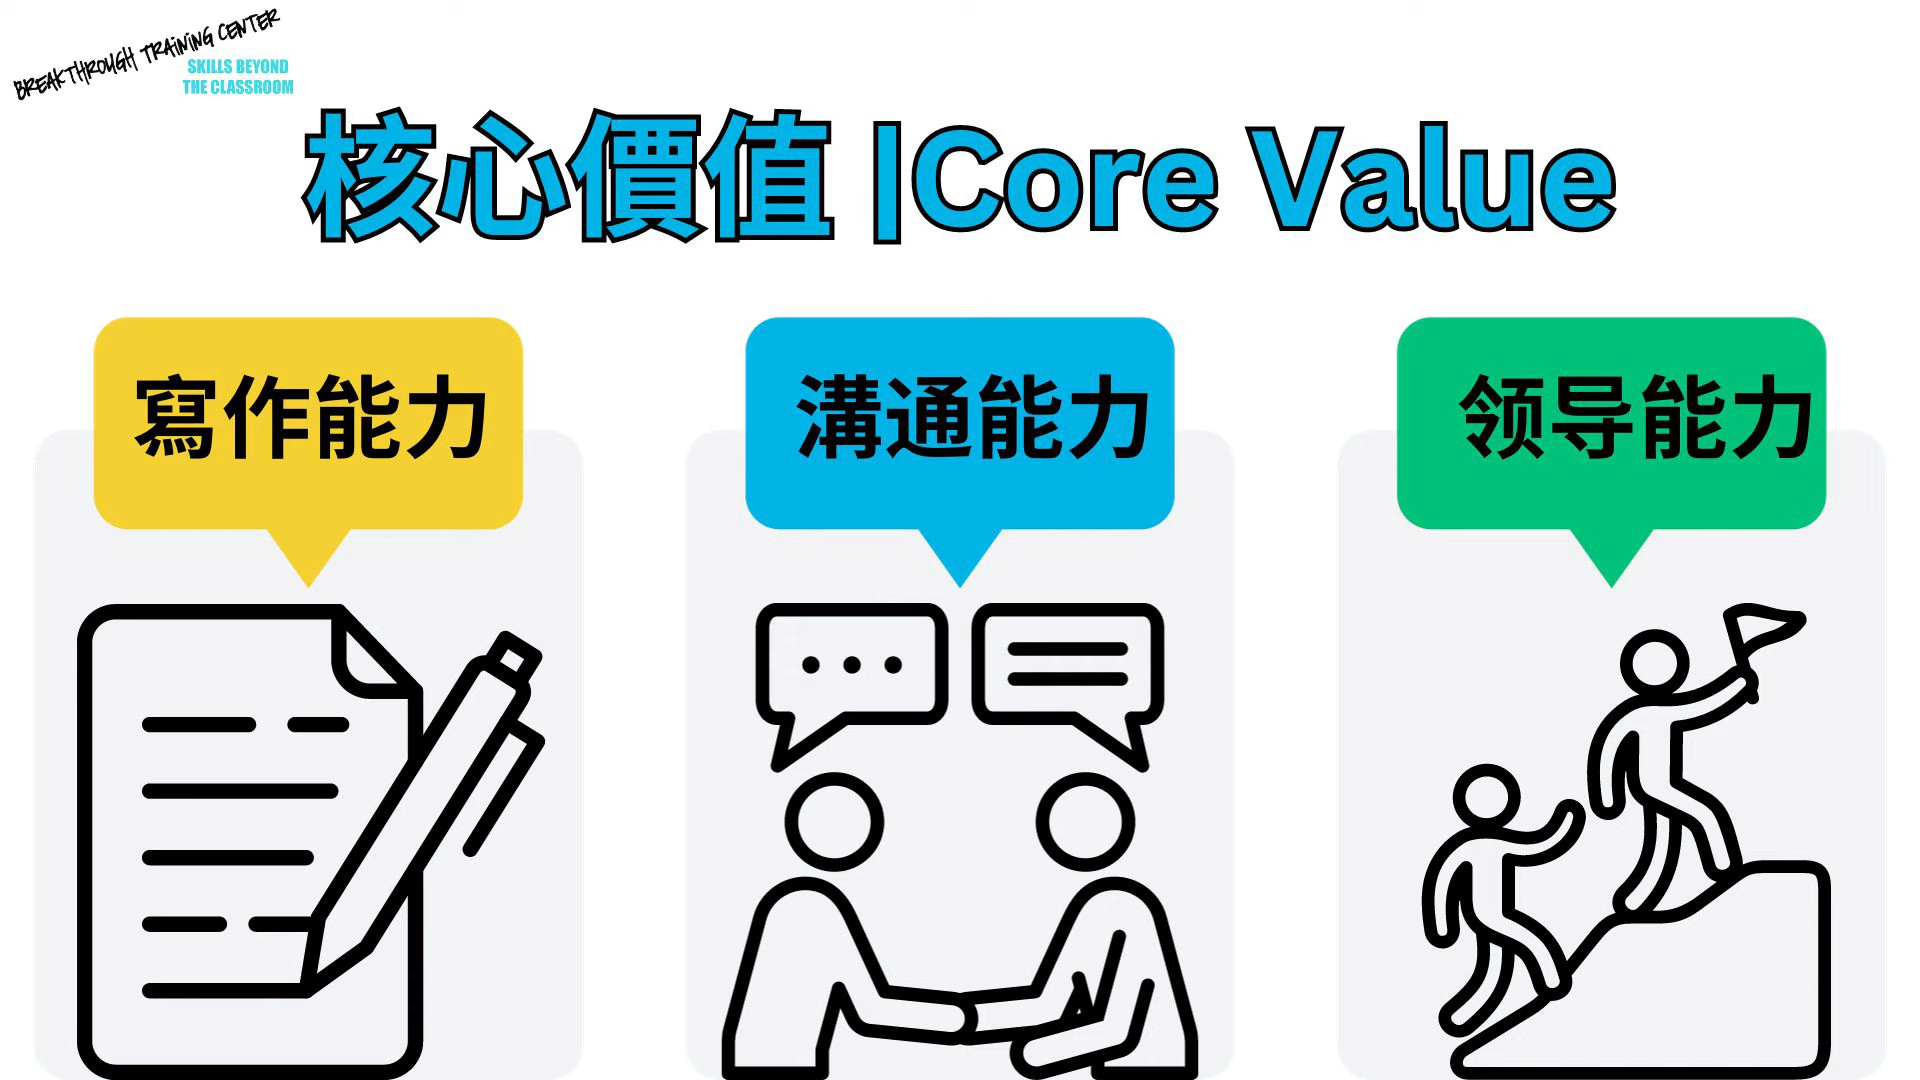 BREAKTHROUGH TRAINING CENTER
SKILLS BEYOND
THE CLASSROOM
核心價值 |Core Value
寫作能力
溝通能力
领导能力